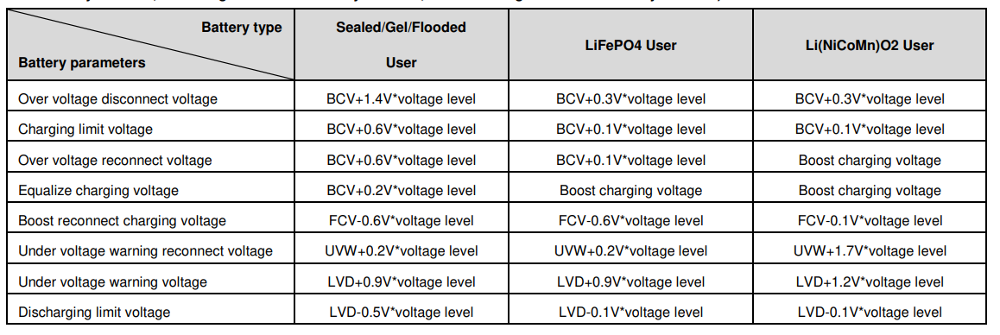 Battery type
Battery parameters
Sealed/Gel/Flooded
User
LiFePO4 User
Li(NiCoMn)O2 User
Over voltage disconnect voltage BCV+1.4V*voltage level BCV+0.3V*voltage level BCV+0.3V*voltage level
Charging limit voltage BCV+0.6V*voltage level BCV+0.1V*voltage level BCV+0.1V*voltage level
Over voltage reconnect voltage BCV+0.6V*voltage level BCV+0.1V*voltage level Boost charging voltage
Equalize charging voltage BCV+0.2V*voltage level Boost charging voltage Boost charging voltage
Boost reconnect charging voltage FCV-0.6V*voltage level FCV-0.6V*voltage level FCV-0.1V*voltage level
Under voltage warning reconnect voltage UVW+0.2V*voltage level UVW+0.2V*voltage level UVW+1.7V*voltage level
Under voltage warning voltage LVD+0.9V*voltage level LVD+0.9V*voltage level LVD+1.2V*voltage level
Discharging limit voltage LVD-0.5V*voltage level LVD-0.1V*voltage level LVD-0.1V*voltage level